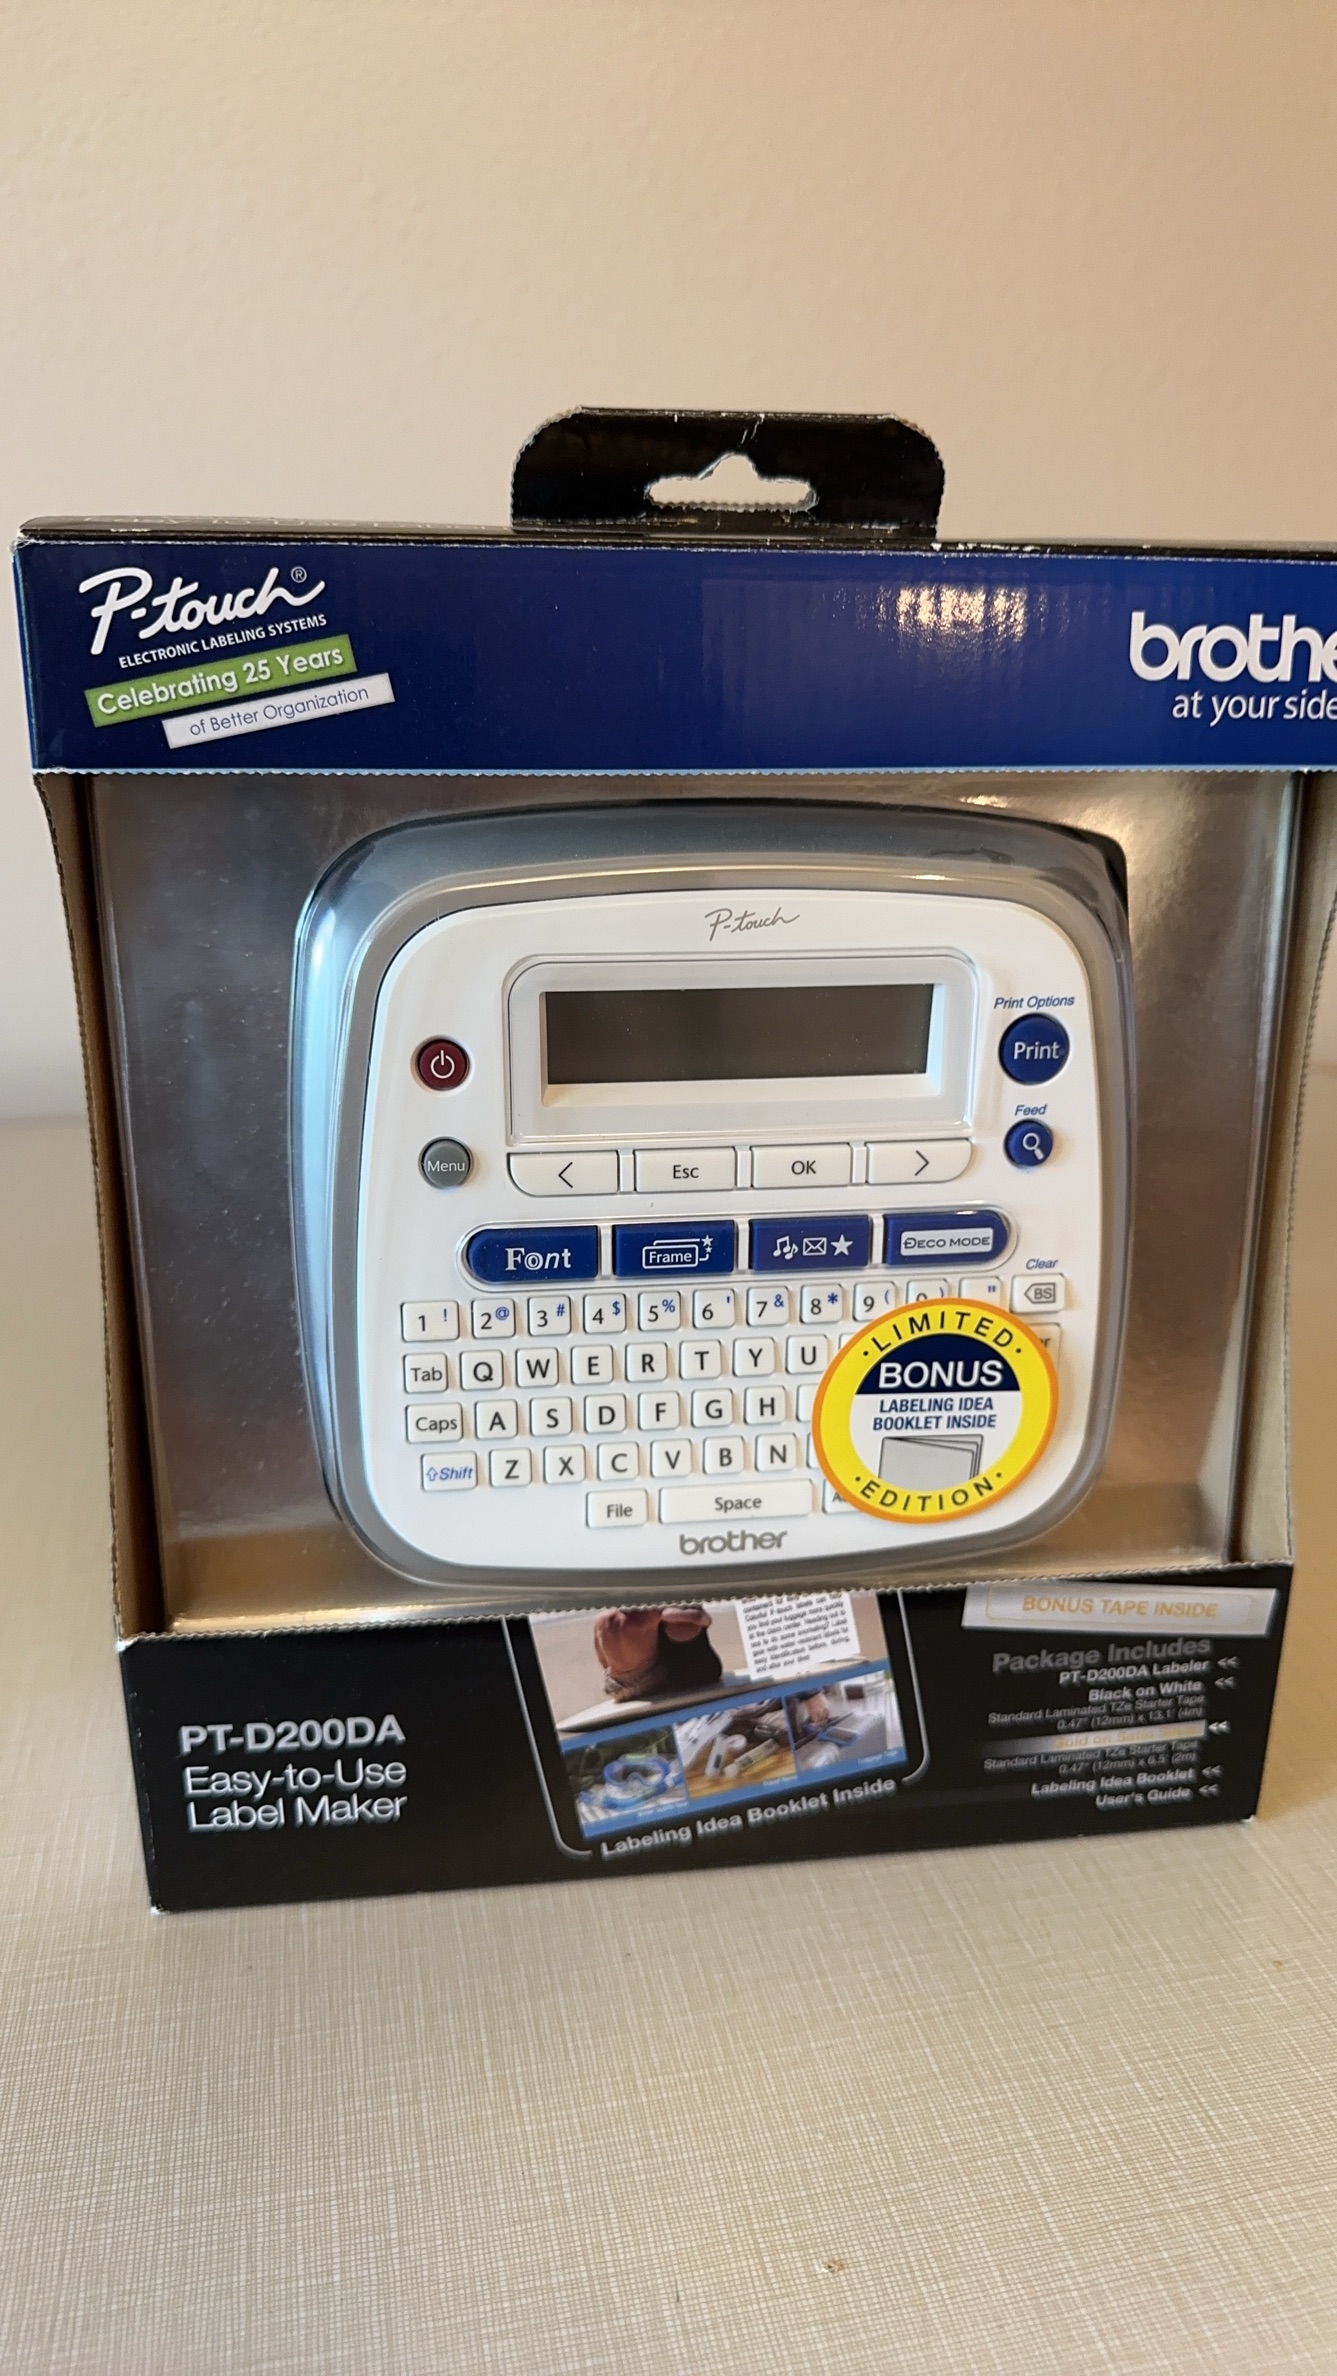 P-touch®
ELECTRONIC LABELING SYSTEMS
Celebrating 25 Years
of Better Organization
brothe
at your side
P-touch
Print Options
Print
Feed
Menu
< Esc OK >
Font Frame DECO MODE
Clear
1 ! 2 @ 3 # 4 $ 5 % 6 ' 7 & 8 * 9 ( ) " BS
Tab Q W E R T Y U
Caps A S D F G H
Shift Z X C V B N
File Space
brother
LIMITED
BONUS
LABELING IDEA
BOOKLET INSIDE
EDITION
PT-D200DA
Easy-to-Use
Label Maker
Labeling Idea Booklet Inside
BONUS TAPE INSIDE
Package Includes
PT-D200DA Labeler <<
Black on White <<
Standard Laminated TZe Starter Tape
0.47" (12mm) x 13.1' (4m)
Gold on
Standard Laminated TZe Starter Tape
0.47" (12mm) x 6.5' (2m)
Labeling Idea Booklet <<
User's Guide <<